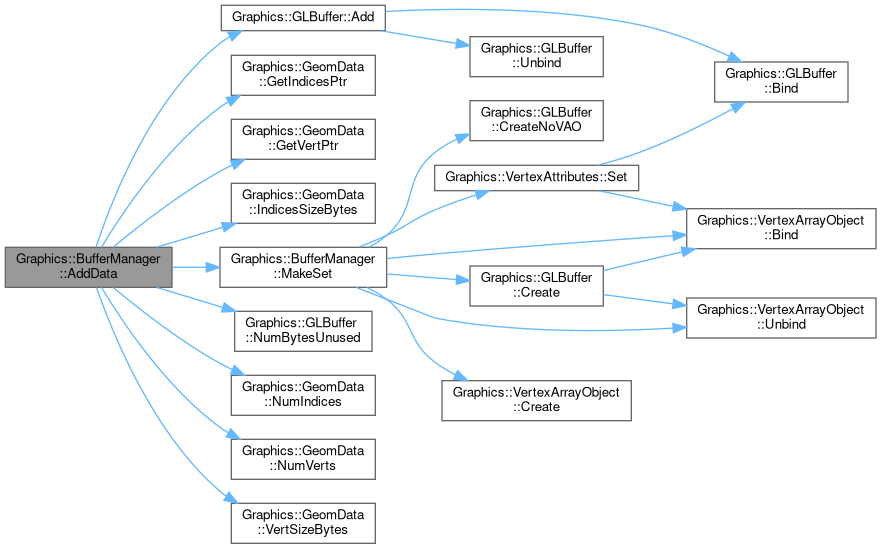 Graphics::GLBuffer::Add
Graphics::GLBuffer
::Unbind
Graphics::GLBuffer
::Bind
Graphics::GeomData
::GetIndicesPtr
Graphics::GLBuffer
::CreateNoVAO
Graphics::GeomData
::GetVertPtr
Graphics::VertexAttributes::Set
Graphics::GeomData
::IndicesSizeBytes
Graphics::VertexArrayObject
::Bind
Graphics::BufferManager
::AddData
Graphics::BufferManager
::MakeSet
Graphics::GLBuffer
::Create
Graphics::VertexArrayObject
::Unbind
Graphics::GLBuffer
::NumBytesUnused
Graphics::GeomData
::NumIndices
Graphics::VertexArrayObject
::Create
Graphics::GeomData
::NumVerts
Graphics::GeomData
::VertSizeBytes